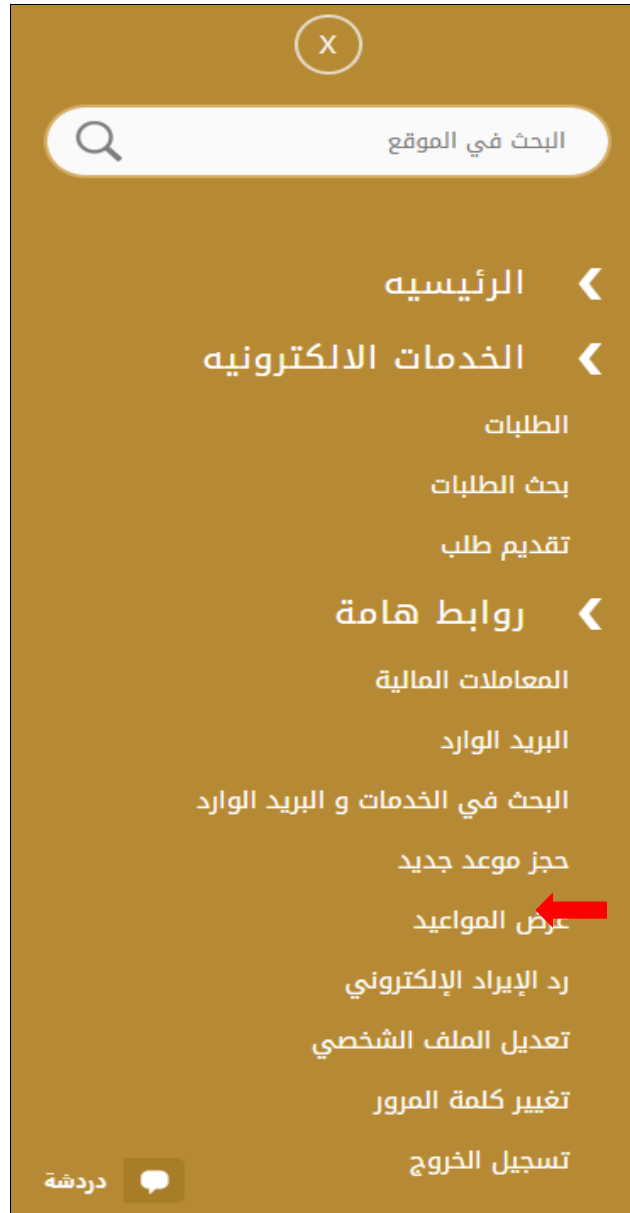 X
البحث في الموقع
الرئيسيه
الخدمات الالكترونيه
الطلبات
بحث الطلبات
تقديم طلب
روابط هامة
المعاملات المالية
البريد الوارد
البحث في الخدمات و البريد الوارد
حجز موعد جديد
عرض المواعيد
رد الإيراد الإلكتروني
تعديل الملف الشخصي
تغيير كلمة المرور
تسجيل الخروج
دردشة